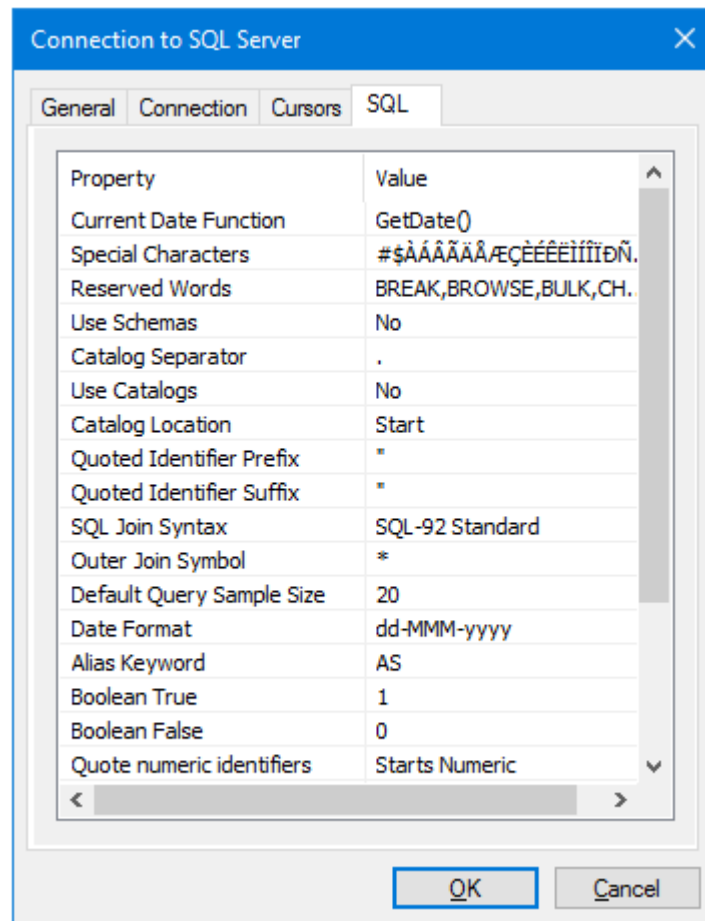 Connection to SQL Server
General Connection Cursors SQL
Property Value
Current Date Function GetDate()
Special Characters #$ÀÁÂÃÄÅÆÇÈÉÊËÌÍÎÏÐÑ.
Reserved Words BREAK,BROWSE,BULK,CH..
Use Schemas No
Catalog Separator .
Use Catalogs No
Catalog Location Start
Quoted Identifier Prefix "
Quoted Identifier Suffix "
SQL Join Syntax SQL-92 Standard
Outer Join Symbol *
Default Query Sample Size 20
Date Format dd-MMM-yyyy
Alias Keyword AS
Boolean True 1
Boolean False 0
Quote numeric identifiers Starts Numeric
OK Cancel